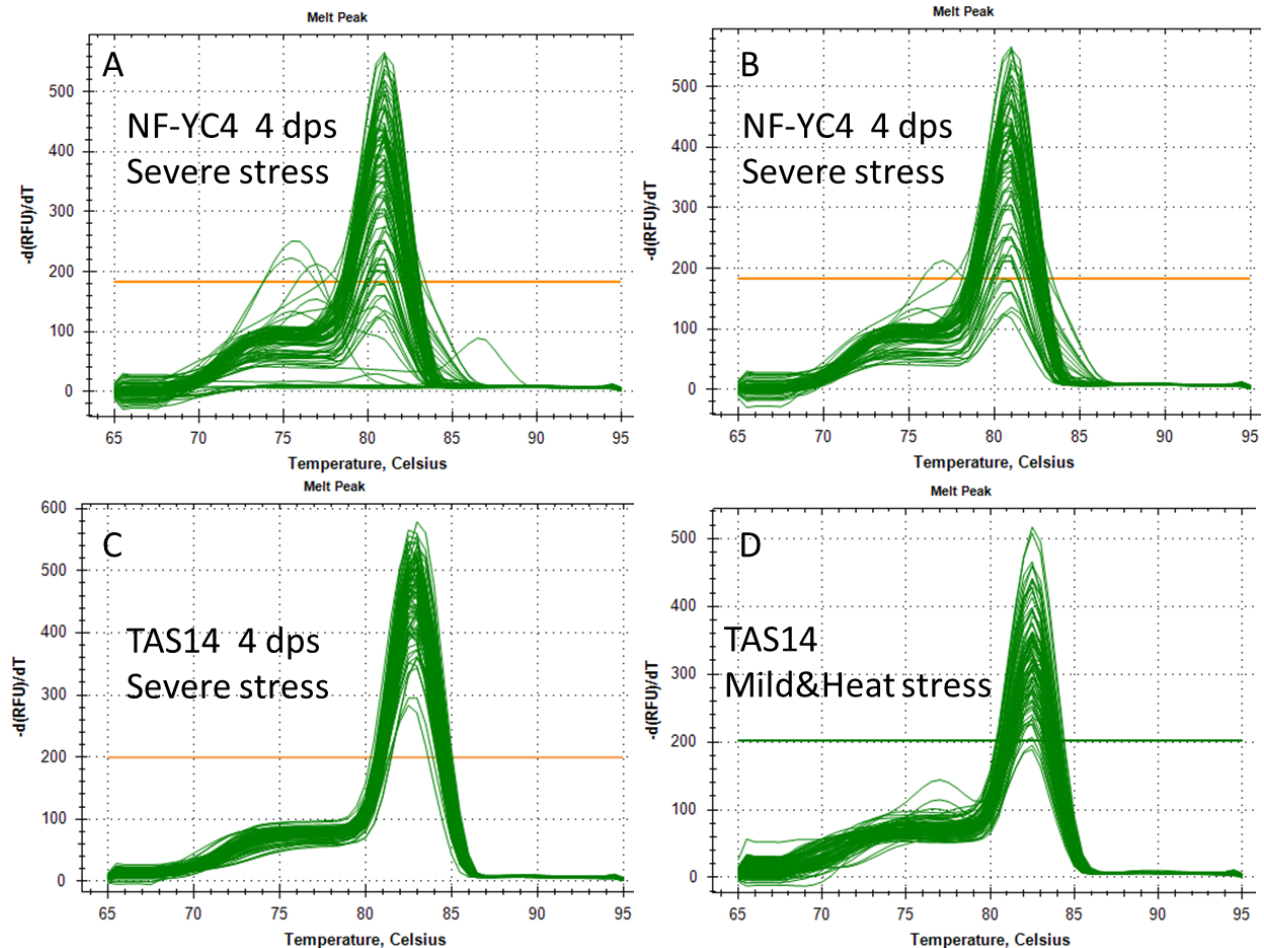 Melt Peak
A
NF-YC4 4 dps
Severe stress
500
400
300
200
100
0
-d(RFU)/dT
65 70 75 80 85 90 95
Temperature, Celsius
Melt Peak
B
NF-YC4 4 dps
Severe stress
500
400
300
200
100
0
-d(RFU)/dT
65 70 75 80 85 90 95
Temperature, Celsius
Melt Peak
C
TAS14 4 dps
Severe stress
600
500
400
300
200
100
0
-d(RFU)/dT
65 70 75 80 85 90 95
Temperature, Celsius
Melt Peak
D
TAS14
Mild&Heat stress
500
400
300
200
100
0
-d(RFU)/dT
65 70 75 80 85 90 95
Temperature, Celsius